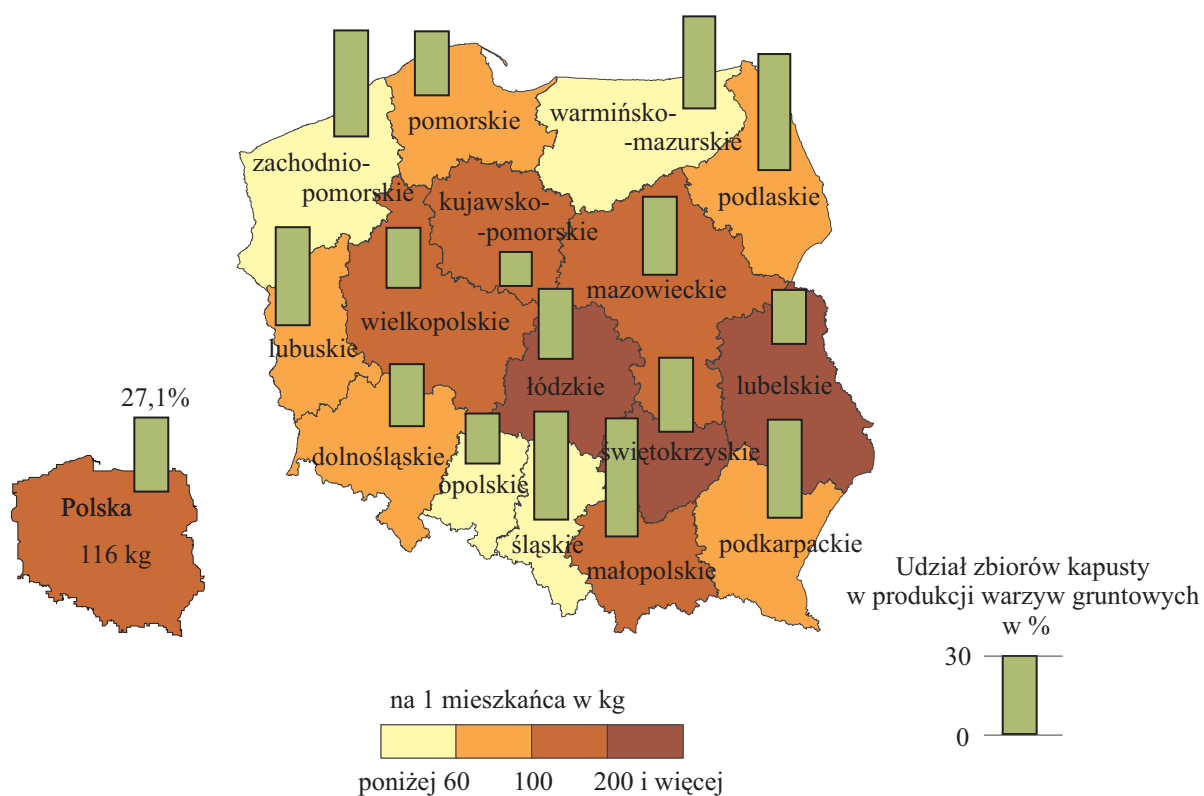 pomorskie
warmińsko-
-mazurskie
zachodnio-
pomorskie
podlaskie
kujawsko-
-pomorskie
mazowieckie
wielkopolskie
lubuskie
łódzkie
lubelskie
27,1%
dolnośląskie
świętokrzyskie
opolskie
Polska
116 kg
śląskie
małopolskie
podkarpackie
Udział zbiorów kapusty
w produkcji warzyw gruntowych
w %
30
0
na 1 mieszkańca w kg
poniżej 60 100 200 i więcej